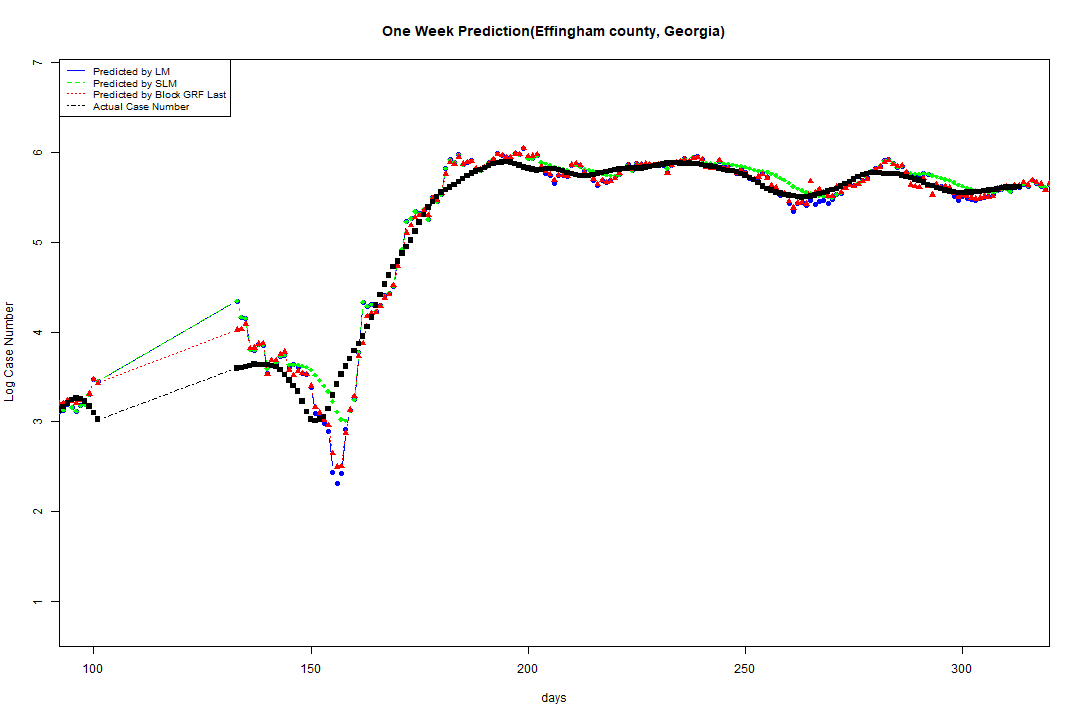 One Week Prediction(Effingham county, Georgia)
Predicted by LM
Predicted by SLM
Predicted by Block GRF Last
Actual Case Number
7
6
5
4
3
2
1
Log Case Number
100 150 200 250 300
days